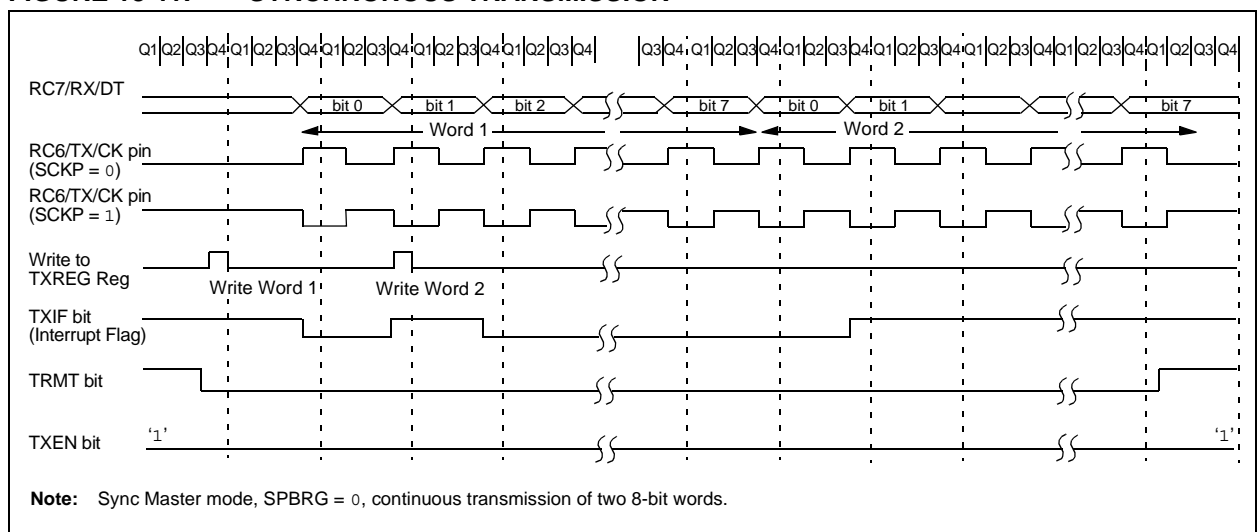 FIGURE SYNCHRONOUS TRANSMISSION
Q1 Q2 Q3 Q4 Q1 Q2 Q3 Q4 Q1 Q2 Q3 Q4 Q1 Q2 Q3 Q4 Q1 Q2 Q3 Q4 Q3 Q4 Q1 Q2 Q3 Q4 Q1 Q2 Q3 Q4 Q1 Q2 Q3 Q4 Q1 Q2 Q3 Q4 Q1 Q2 Q3 Q4 Q1 Q2 Q3 Q4
RC7/RX/DT
bit 0 bit 1 bit 2 bit 7 bit 0 bit 1 bit 7
Word 1 Word 2
RC6/TX/CK pin
(SCKP = 0)
RC6/TX/CK pin
(SCKP = 1)
Write to
TXREG Reg
Write Word 1 Write Word 2
TXIF bit
(Interrupt Flag)
TRMT bit
TXEN bit ‘1’ ‘1’
Note: Sync Master mode, SPBRG = 0, continuous transmission of two 8-bit words.